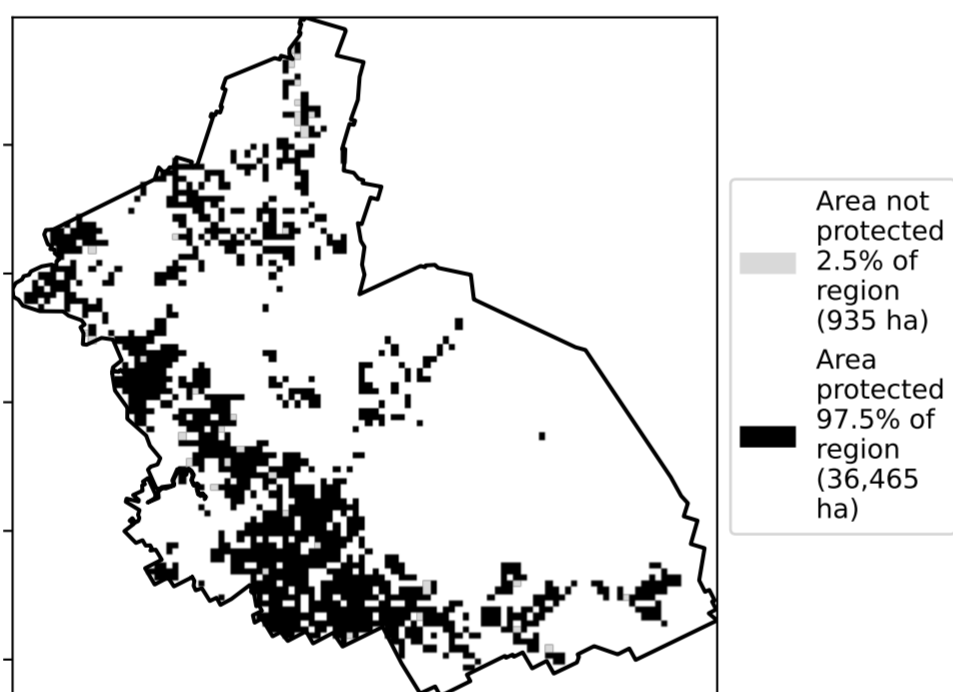 Area not
protected
2.5% of
region
(935 ha)
Area
protected
97.5% of
region
(36,465
ha)